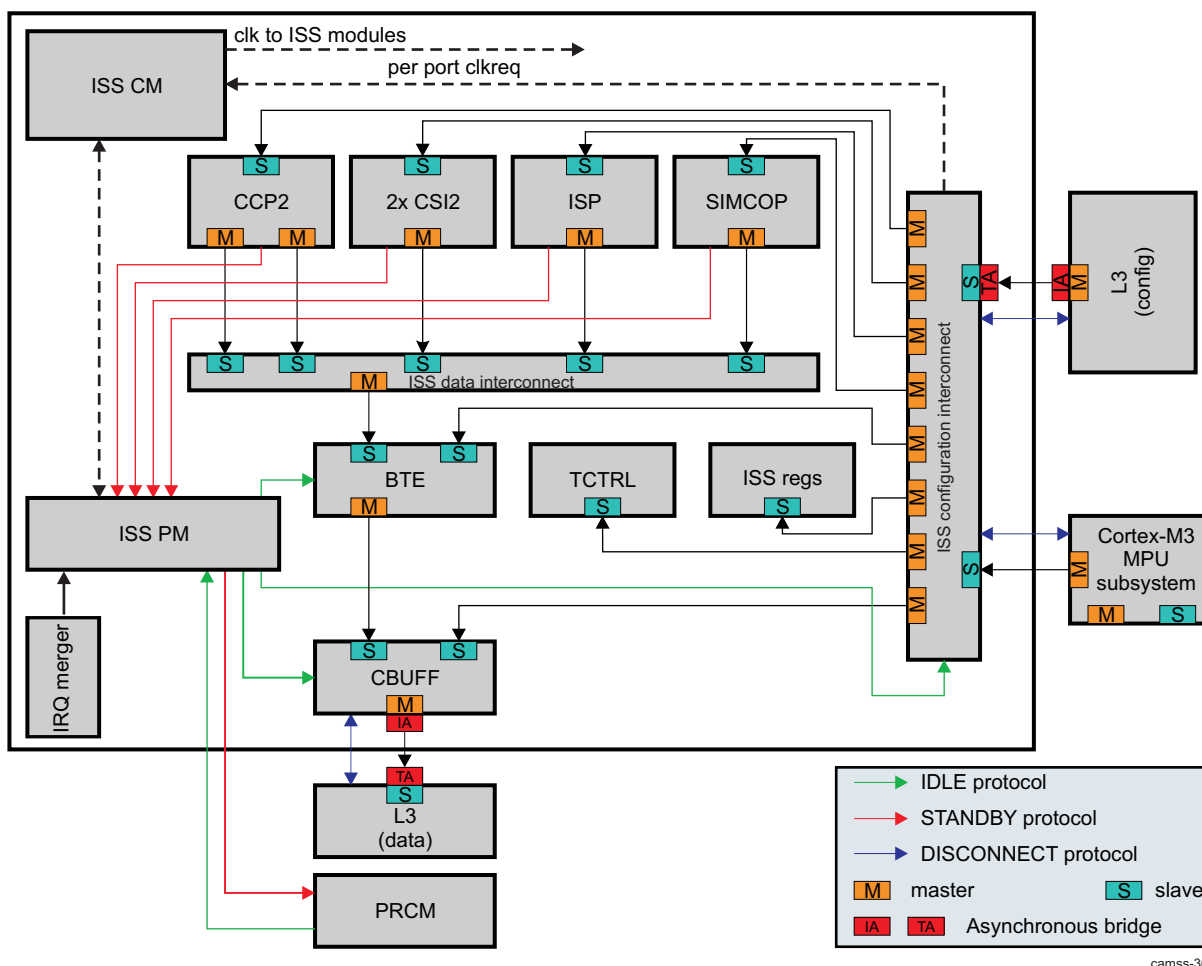 clk to ISS modules
per port clkreq
ISS CM
S
S
S
S
CCP2
2x CSI2
ISP
SIMCOP
M
M
M
M
M
M
M
M
M
M
M
M
M
S
TA
IA
M
L3
(config)
S
S
S
S
S
ISS data interconnect
M
ISS configuration interconnect
S
S
BTE
M
TCTRL
S
ISS regs
S
ISS PM
S
M
Cortex-M3
MPU
subsystem
M
S
IRQ merger
S
S
CBUFF
M
IA
TA
S
L3
(data)
PRCM
IDLE protocol
STANDBY protocol
DISCONNECT protocol
M
master
S
slave
IA
TA
Asynchronous bridge